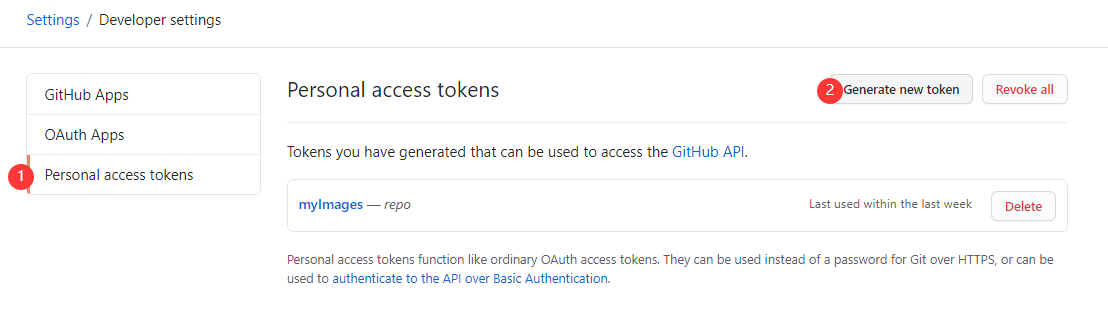 Settings / Developer settings
GitHub Apps
OAuth Apps
1 Personal access tokens
Personal access tokens
2 Generate new token
Revoke all
Tokens you have generated that can be used to access the GitHub API.
myImages — repo
Last used within the last week
Delete
Personal access tokens function like ordinary OAuth access tokens. They can be used instead of a password for Git over HTTPS, or can be
used to authenticate to the API over Basic Authentication.